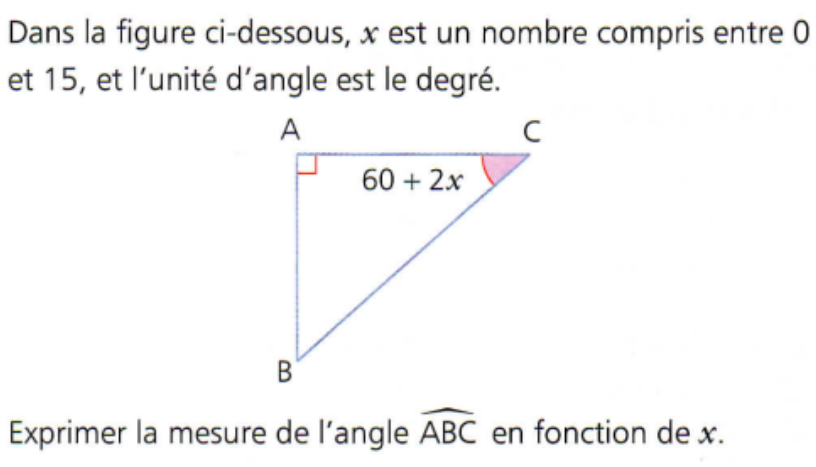 Dans la figure ci-dessous, x est un nombre compris entre 0
et 15, et l'unité d'angle est le degré.
A
C
60 + 2x
B
Exprimer la mesure de l'angle ABC en fonction de x.